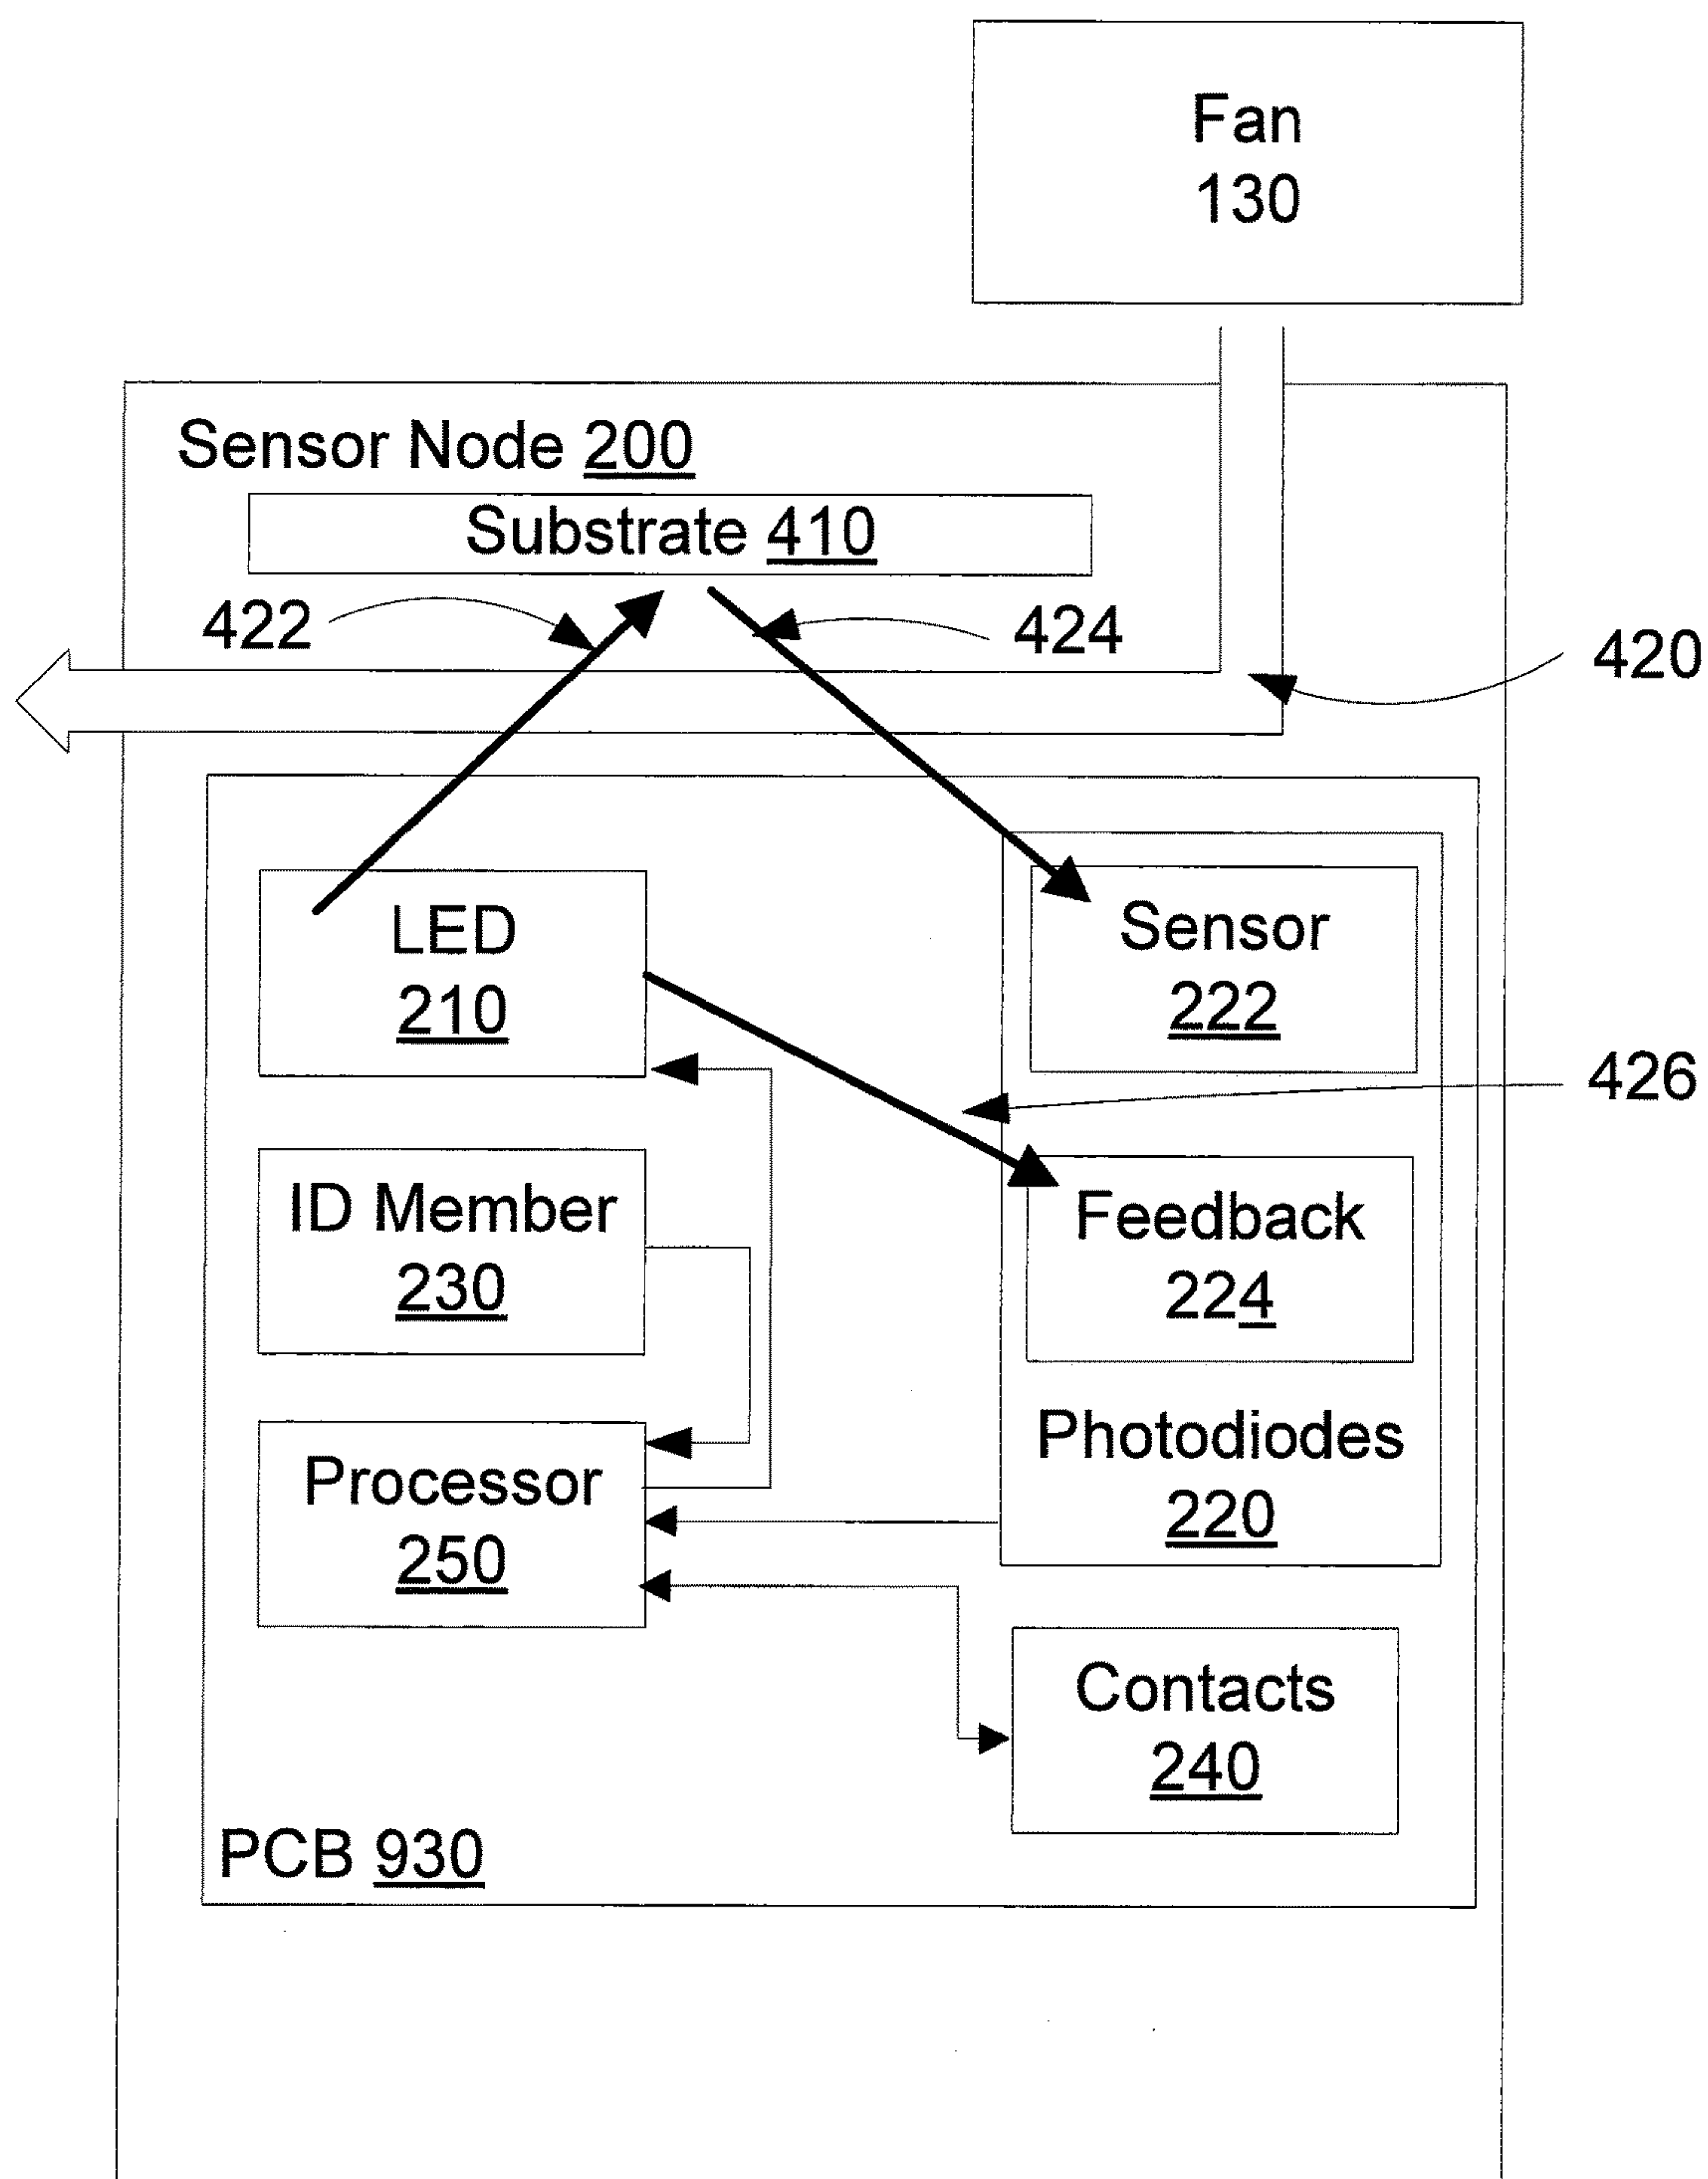 Fan
130
Sensor Node 200
Substrate 410
422
424
420
LED
210
Sensor
222
426
ID Member
230
Feedback
224
Photodiodes
220
Processor
250
Contacts
240
PCB 930